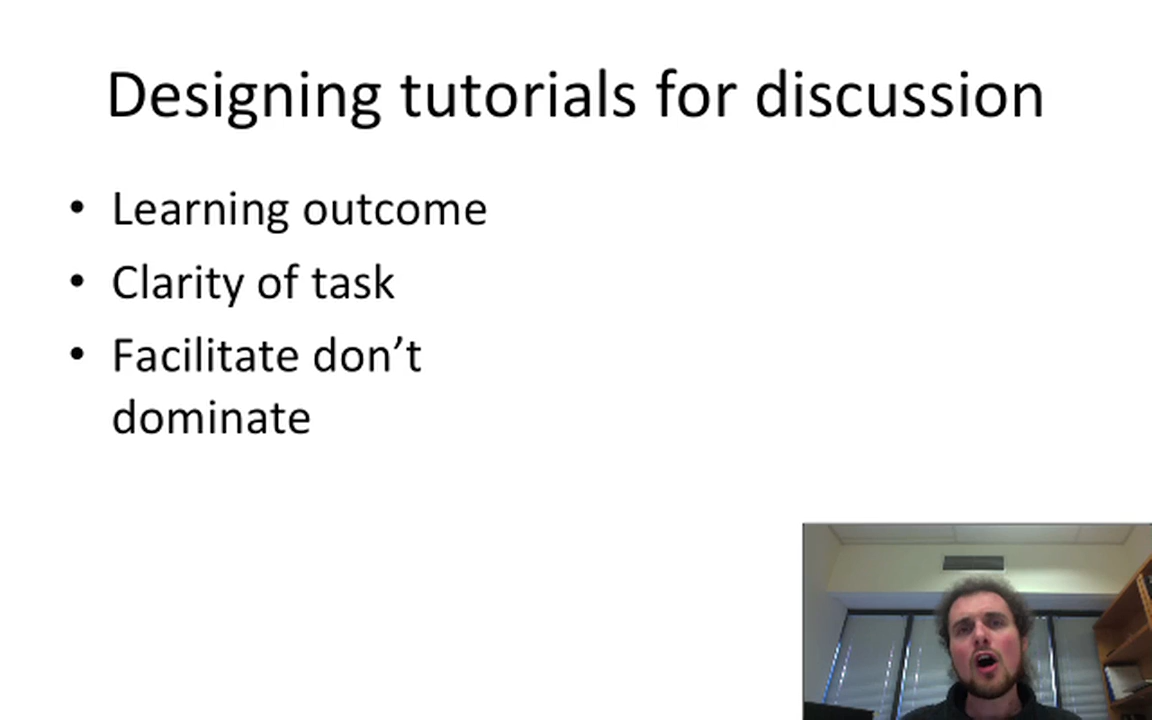 Designing tutorials for discussion
• Learning outcome
• Clarity of task
• Facilitate don’t
dominate